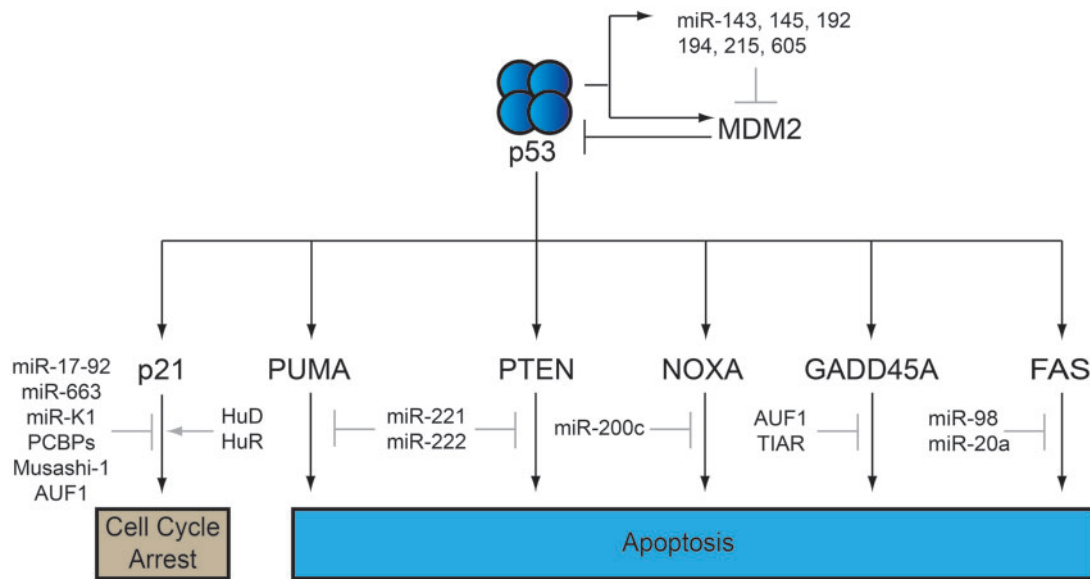 miR-143, 145, 192
194, 215, 605
MDM2
p53
p21
PUMA
PTEN
NOXA
GADD45A
FAS
miR-17-92
miR-663
miR-K1
PCBPs
Musashi-1
AUF1
HuD
HuR
miR-221
miR-222
miR-200c
AUF1
TIAR
miR-98
miR-20a
Cell Cycle
Arrest
Apoptosis